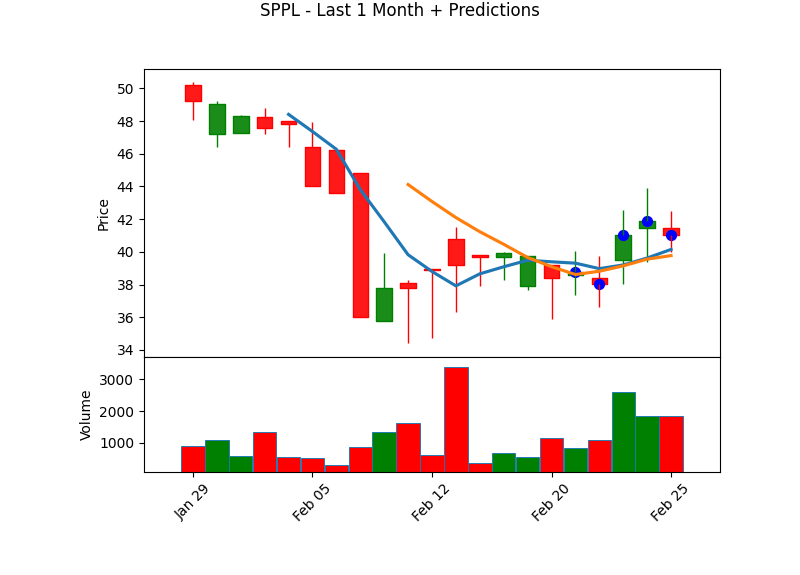 SPPL - Last 1 Month + Predictions
50
48
46
44
42
40
38
36
34
Price
3000
2000
1000
Volume
Jan 29
Feb 05
Feb 12
Feb 20
Feb 25